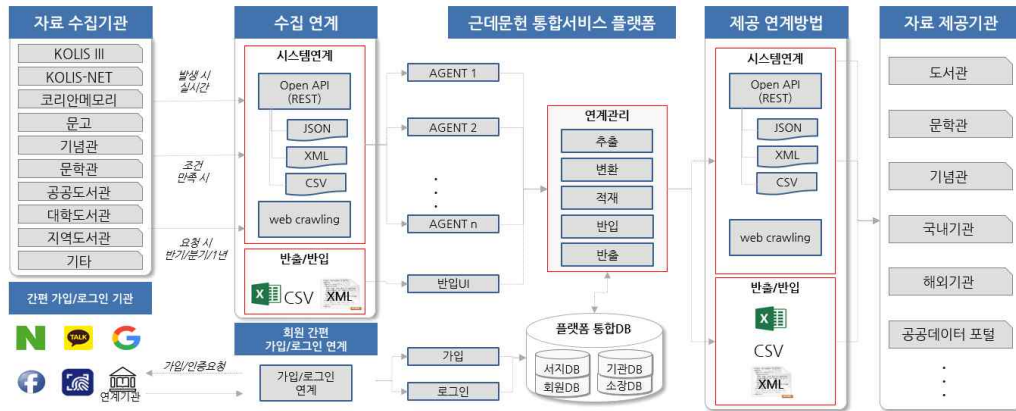 자료 수집기관
KOLIS III
KOLIS-NET
코리안메모리
문고
기념관
문학관
공공도서관
대학도서관
지역도서관
기타
간편 가입/로그인 기관
N
TALK
G
f
연계기관
발생 시
실시간
조건
만족 시
요청 시
반기/분기/1년
가입/인증요청
수집 연계
시스템연계
Open API
(REST)
JSON
XML
CSV
web crawling
반출/반입
X
CSV
XML
회원 간편
가입/로그인 연계
가입/로그인
연계
근데문헌 통합서비스 플랫폼
AGENT 1
AGENT 2
AGENT n
반입UI
가입
로그인
연계관리
추출
변환
적재
반입
반출
플랫폼 통합DB
서지DB
회원DB
기관DB
소장DB
제공 연계방법
시스템연계
Open API
(REST)
JSON
XML
CSV
web crawling
반출/반입
X
CSV
XML
자료 제공기관
도서관
문학관
기념관
국내기관
해외기관
공공데이터 포털